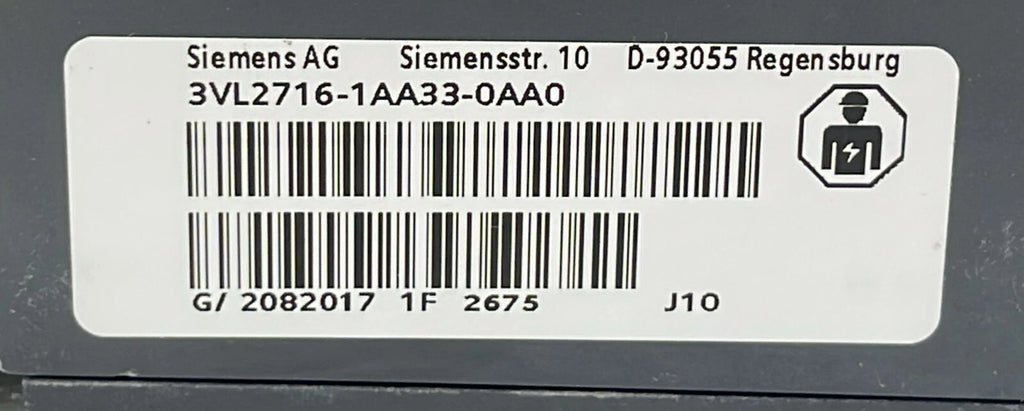 Siemens AG Siemensstr. 10 D-93055 Regensburg
3VL2716-1AA33-0AA0
G/ 2082017 1F 2675 J10